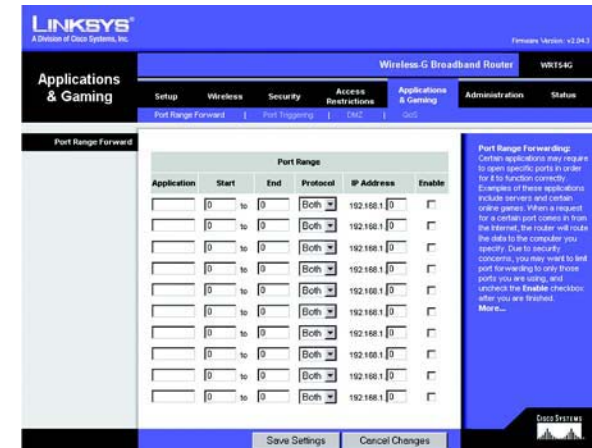 LINKSYS®
A Division of Cisco Systems, Inc.
Firmware Version: v2.04.3
Wireless-G Broadband Router WRT54G
Applications & Gaming
Setup Wireless Security Access Restrictions Applications & Gaming Administration Status
Port Range Forward | Port Triggering | DMZ | QoS
Port Range Forward
Port Range
Application Start End Protocol IP Address Enable
0 to 0 Both 192.168.1.0
0 to 0 Both 192.168.1.0
0 to 0 Both 192.168.1.0
0 to 0 Both 192.168.1.0
0 to 0 Both 192.168.1.0
0 to 0 Both 192.168.1.0
0 to 0 Both 192.168.1.0
0 to 0 Both 192.168.1.0
0 to 0 Both 192.168.1.0
0 to 0 Both 192.168.1.0
Port Range Forwarding:
Certain applications may require
to open specific ports in order
for it to function correctly.
Examples of these applications
include servers and certain
online games. When a request
for a certain port comes in from
the Internet, the router will route
the data to the computer you
specify. Due to security
concerns, you may want to limit
port forwarding to only those
ports you are using, and
uncheck the Enable checkbox
after you are finished.
More...
Save Settings Cancel Changes
CISCO SYSTEMS